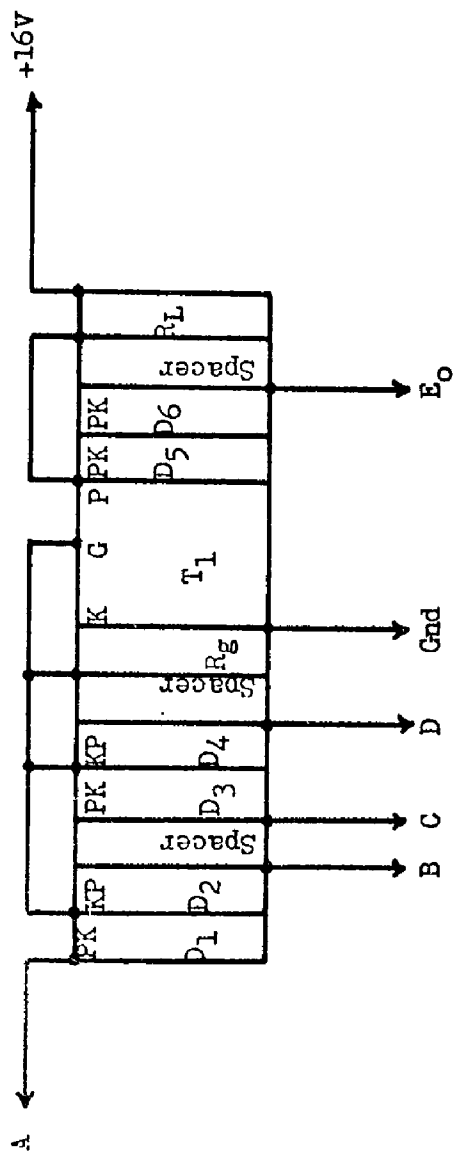 A
+16V
PK
KP
PK
KP
K
G
P
PK
PK
D1
D2
Spacer
D3
D4
Spacer
Rg
T1
D5
D6
Spacer
RL
B
C
D
Gnd
Eo